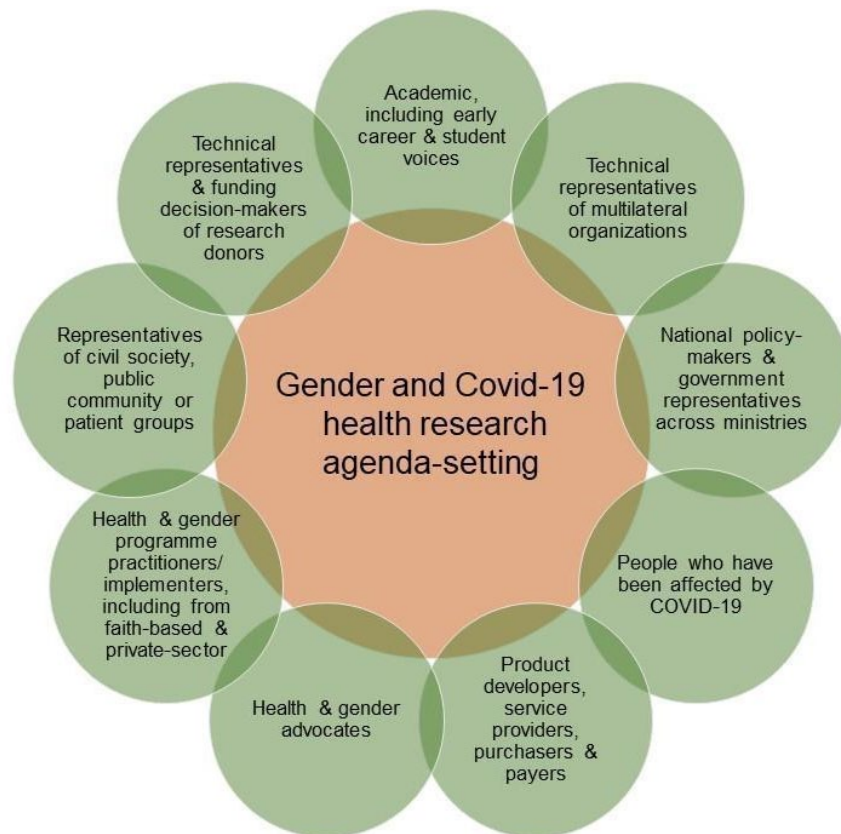 Academic,
including early
career & student
voices
Technical
representatives
of multilateral
organizations
National policy-
makers &
government
representatives
across ministries
People who have
been affected by
COVID-19
Product
developers,
service
providers,
purchasers &
payers
Health & gender
advocates
Health & gender
programme
practitioners/
implementers,
including from
faith-based &
private-sector
Representatives
of civil society,
public
community or
patient groups
Technical
representatives
& funding
decision-makers
of research
donors
Gender and Covid-19
health research
agenda-setting